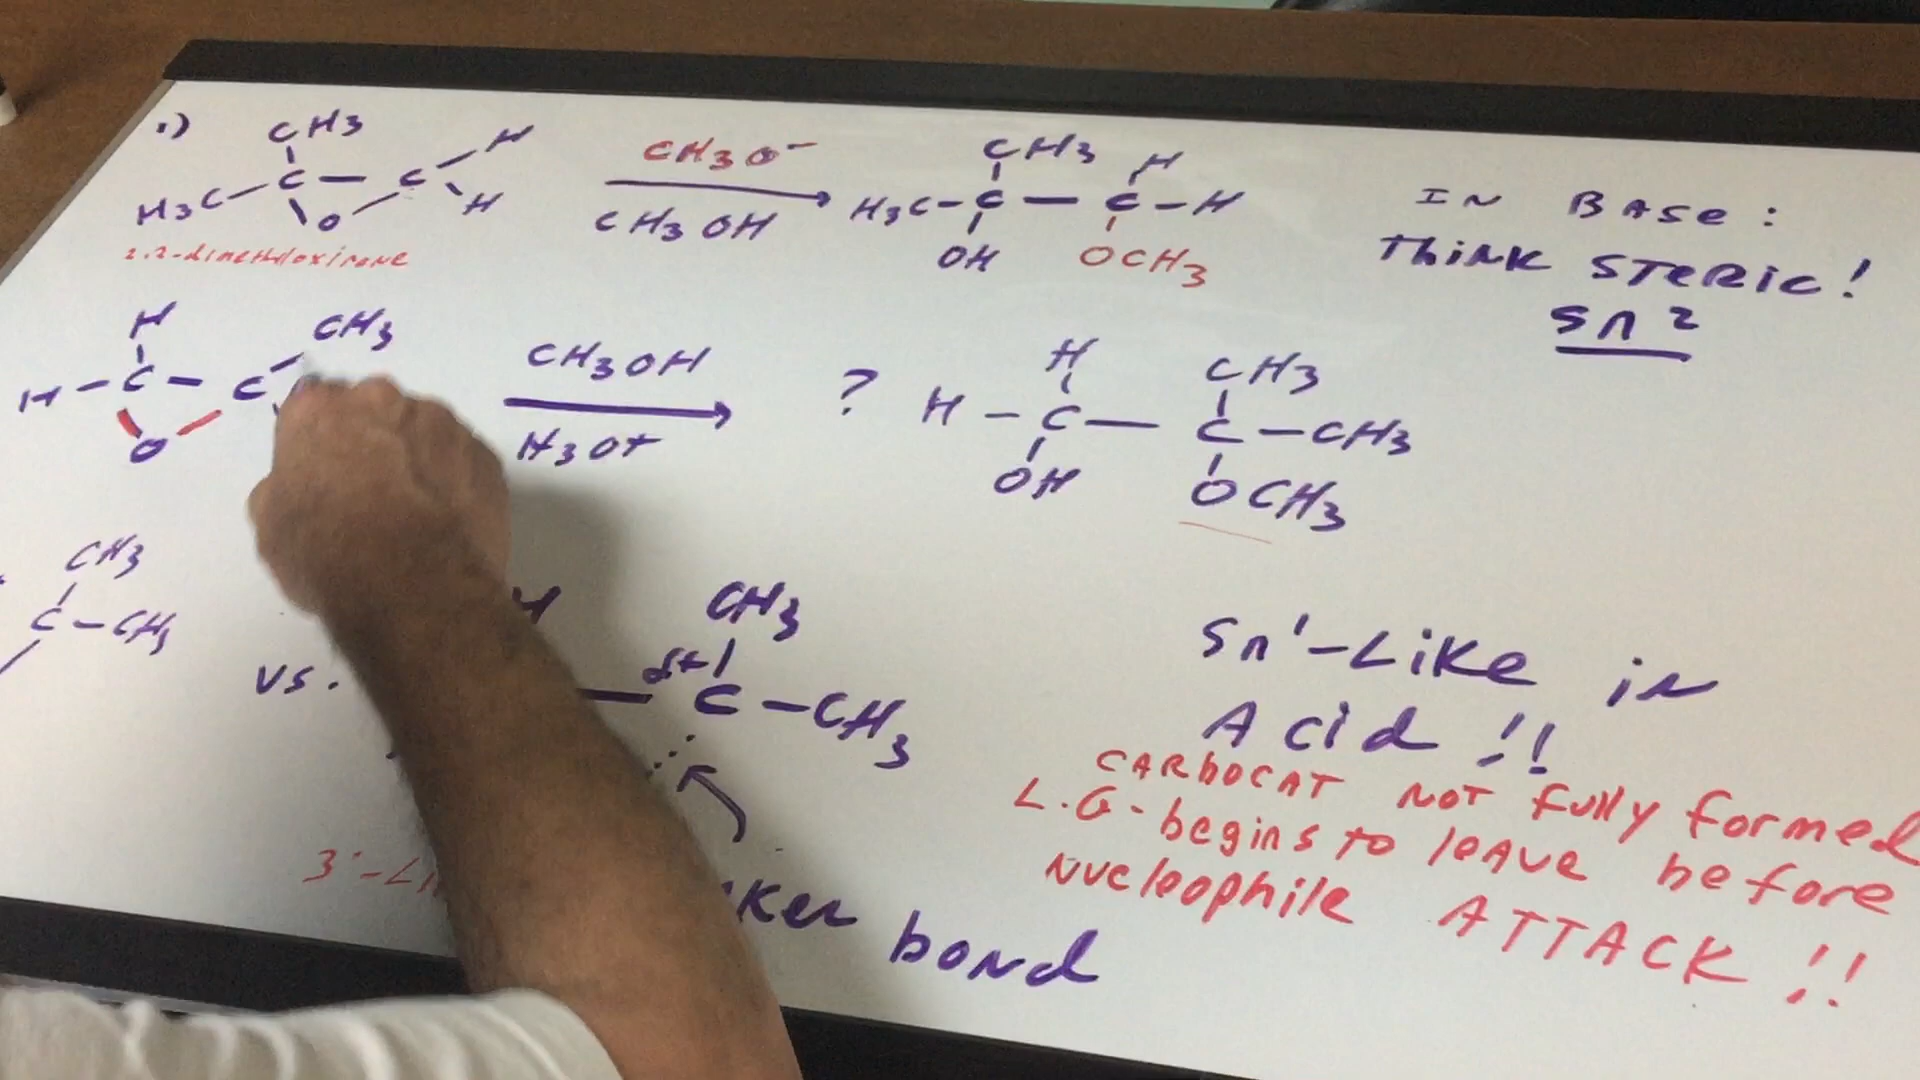 1) CH3
H3C C C H
O H
2,2-dimethyloxirane
CH3O-
CH3OH
CH3 H
H3C-C-C-H
OH OCH3
IN BASE:
THINK STERIC!
SN2
H CH3
H-C-C
O
CH3OH
H3O+
?
H CH3
H-C-C-CH3
OH OCH3
CH3
C-CH3
vs.
H CH3
δ+
C-CH3
bond
SN1-Like in
Acid!!
CARBOCAT NOT fully formed
L.G- begins to leave before
Nucleophile ATTACK!!